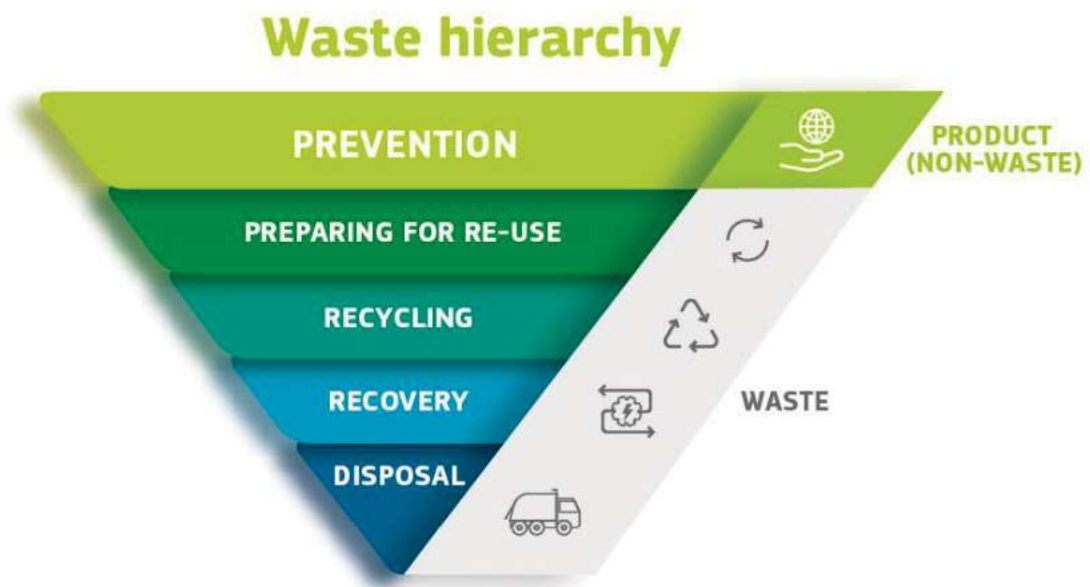 Waste hierarchy
PREVENTION
PRODUCT
(NON-WASTE)
PREPARING FOR RE-USE
RECYCLING
RECOVERY
WASTE
DISPOSAL